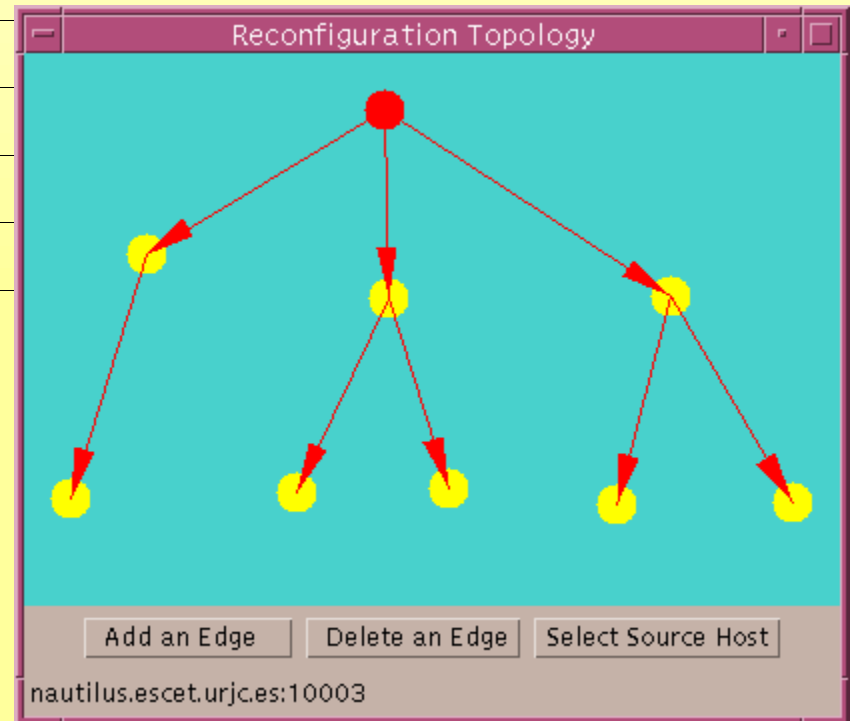 Reconfiguration Topology
Add an Edge
Delete an Edge
Select Source Host
nautilus.escet.urjc.es:10003